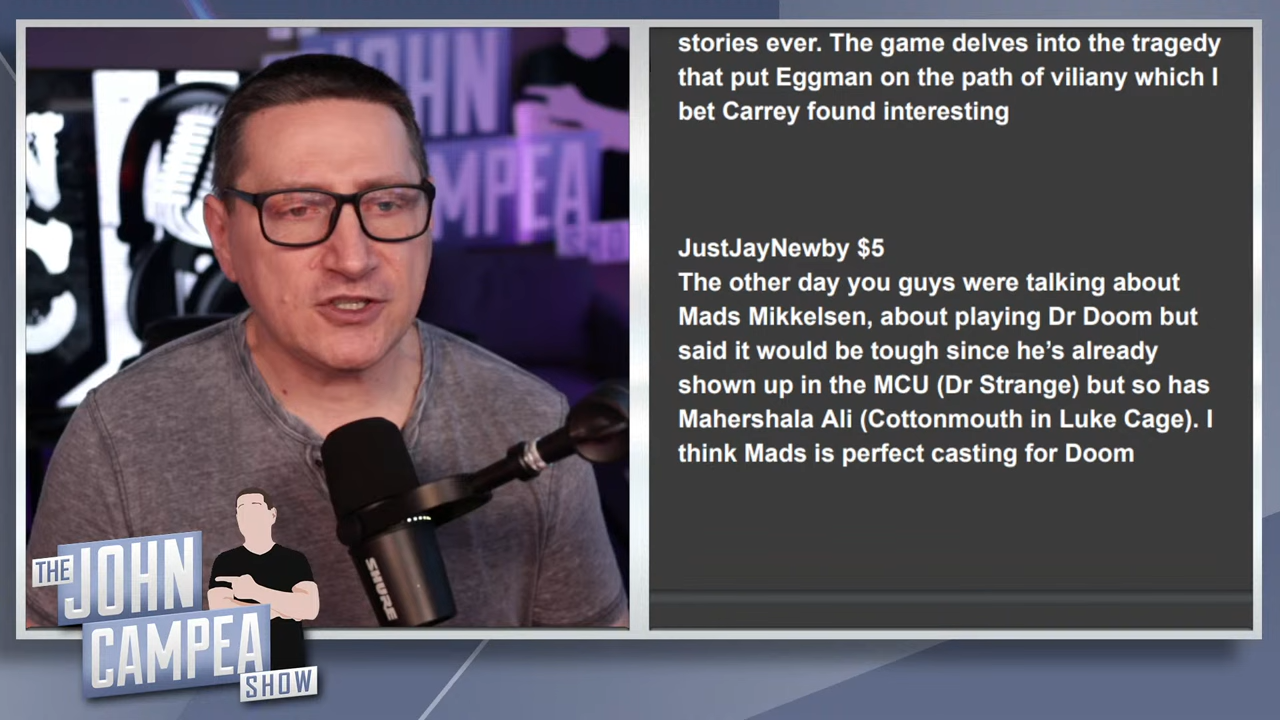 stories ever. The game delves into the tragedy
that put Eggman on the path of viliany which I
bet Carrey found interesting
JustJayNewby $5
The other day you guys were talking about
Mads Mikkelsen, about playing Dr Doom but
said it would be tough since he’s already
shown up in the MCU (Dr Strange) but so has
Mahershala Ali (Cottonmouth in Luke Cage). I
think Mads is perfect casting for Doom
JOHN
CAMPEA
SHOW
SHURE
THE
JOHN
CAMPEA
SHOW